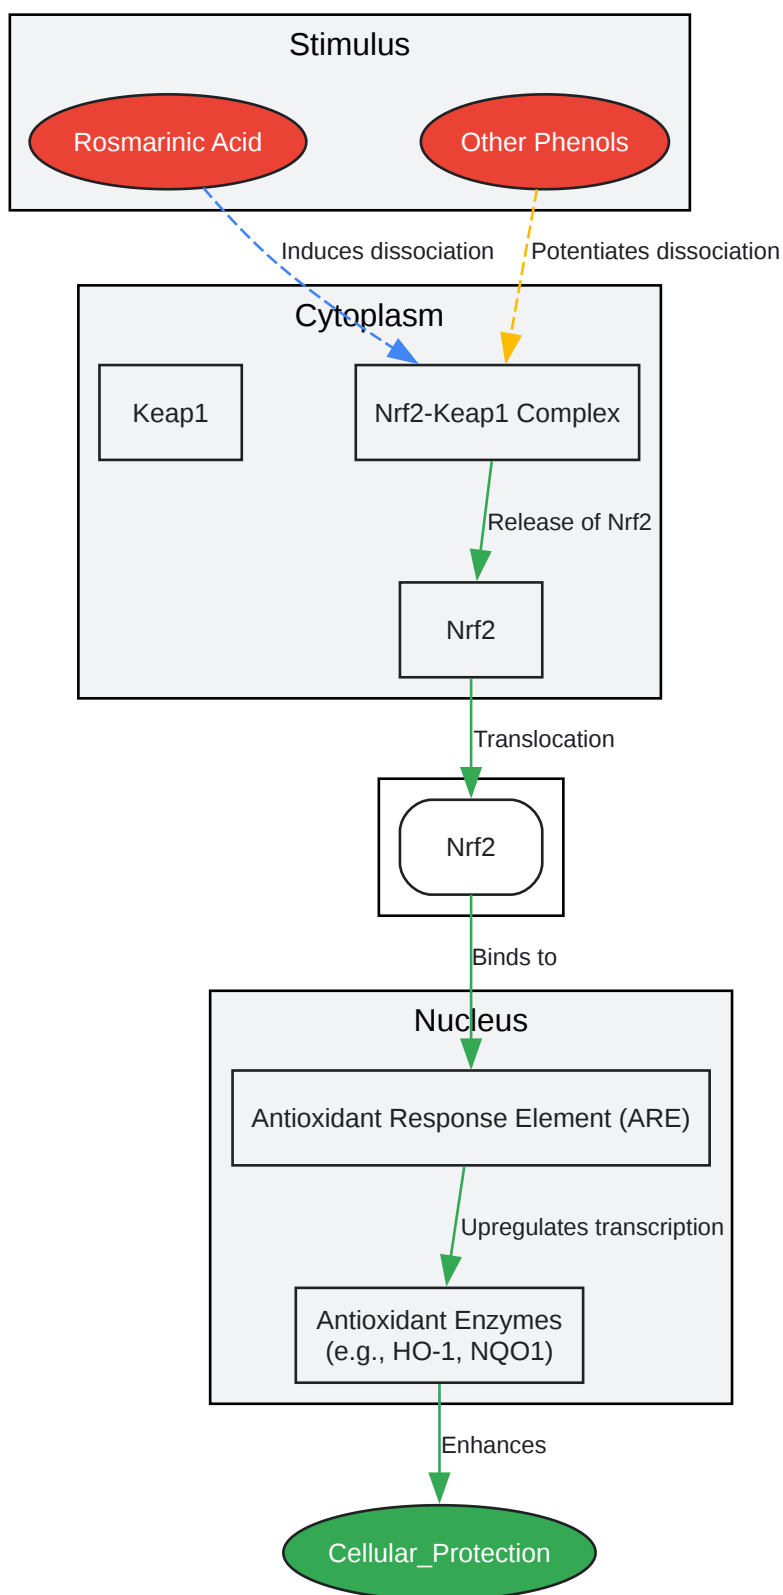 Stimulus
Rosmarinic Acid
Other Phenols
Induces dissociation
Potentiates dissociation
Cytoplasm
Keap1
Nrf2-Keap1 Complex
Release of Nrf2
Nrf2
Translocation
Nrf2
Binds to
Nucleus
Antioxidant Response Element (ARE)
Upregulates transcription
Antioxidant Enzymes
(e.g., HO-1, NQO1)
Enhances
Cellular_Protection